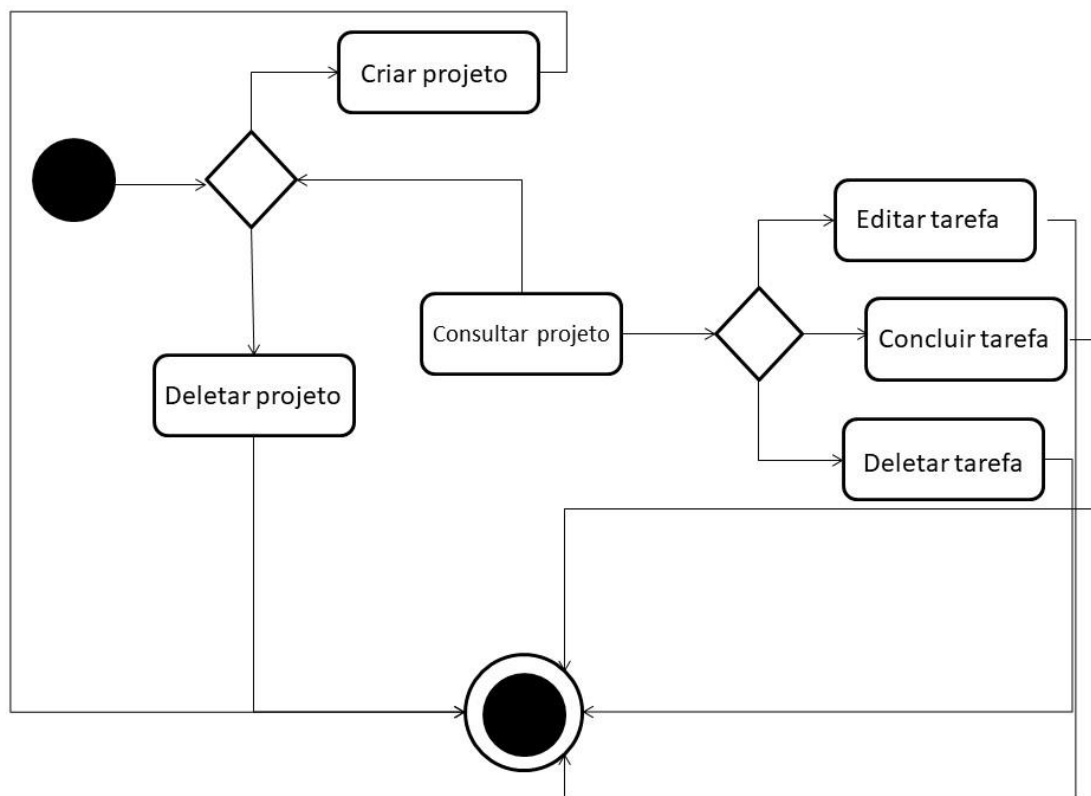 Criar projeto
Editar tarefa
Consultar projeto
Concluir tarefa
Deletar projeto
Deletar tarefa